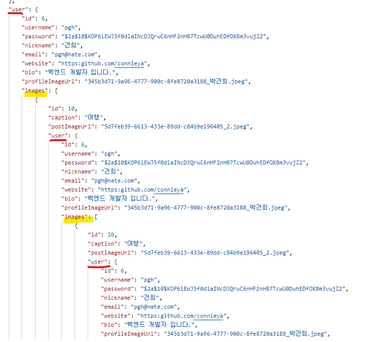 },
"user": {
"id": 6,
"username": "pgh",
"password": "$2a$10$KOP6iEWJ5f0dlaINcDJQruC6nHF2nH87TcwU0DuhEDfOX8m3vujZ2",
"nickname": "건희",
"email": "pgh@nate.com",
"website": "https:github.com/connieya",
"bio": "백엔드 개발자 입니다.",
"profileImageUrl": "345b3d71-9a96-4777-900c-8fe8720a3188_박건희.jpeg",
"images": [
{
"id": 10,
"caption": "여행",
"postImageUrl": "5d7feb39-6613-433e-89dd-c84b9e196405_2.jpeg",
"user": {
"id": 6,
"username": "pgh",
"password": "$2a$10$KOP6iEWJ5f0dlaINcDJQruC6nHF2nH87TcwU0DuhEDfOX8m3vujZ2",
"nickname": "건희",
"email": "pgh@nate.com",
"website": "https:github.com/connieya",
"bio": "백엔드 개발자 입니다.",
"profileImageUrl": "345b3d71-9a96-4777-900c-8fe8720a3188_박건희.jpeg",
"images": [
{
"id": 10,
"caption": "여행",
"postImageUrl": "5d7feb39-6613-433e-89dd-c84b9e196405_2.jpeg",
"user": {
"id": 6,
"username": "pgh",
"password": "$2a$10$KOP6iEWJ5f0dlaINcDJQruC6nHF2nH87TcwU0DuhEDfOX8m3vujZ2",
"nickname": "건희",
"email": "pgh@nate.com",
"website": "https:github.com/connieya",
"bio": "백엔드 개발자 입니다.",
"profileImageUrl": "345b3d71-9a96-4777-900c-8fe8720a3188_박건희.jpeg",